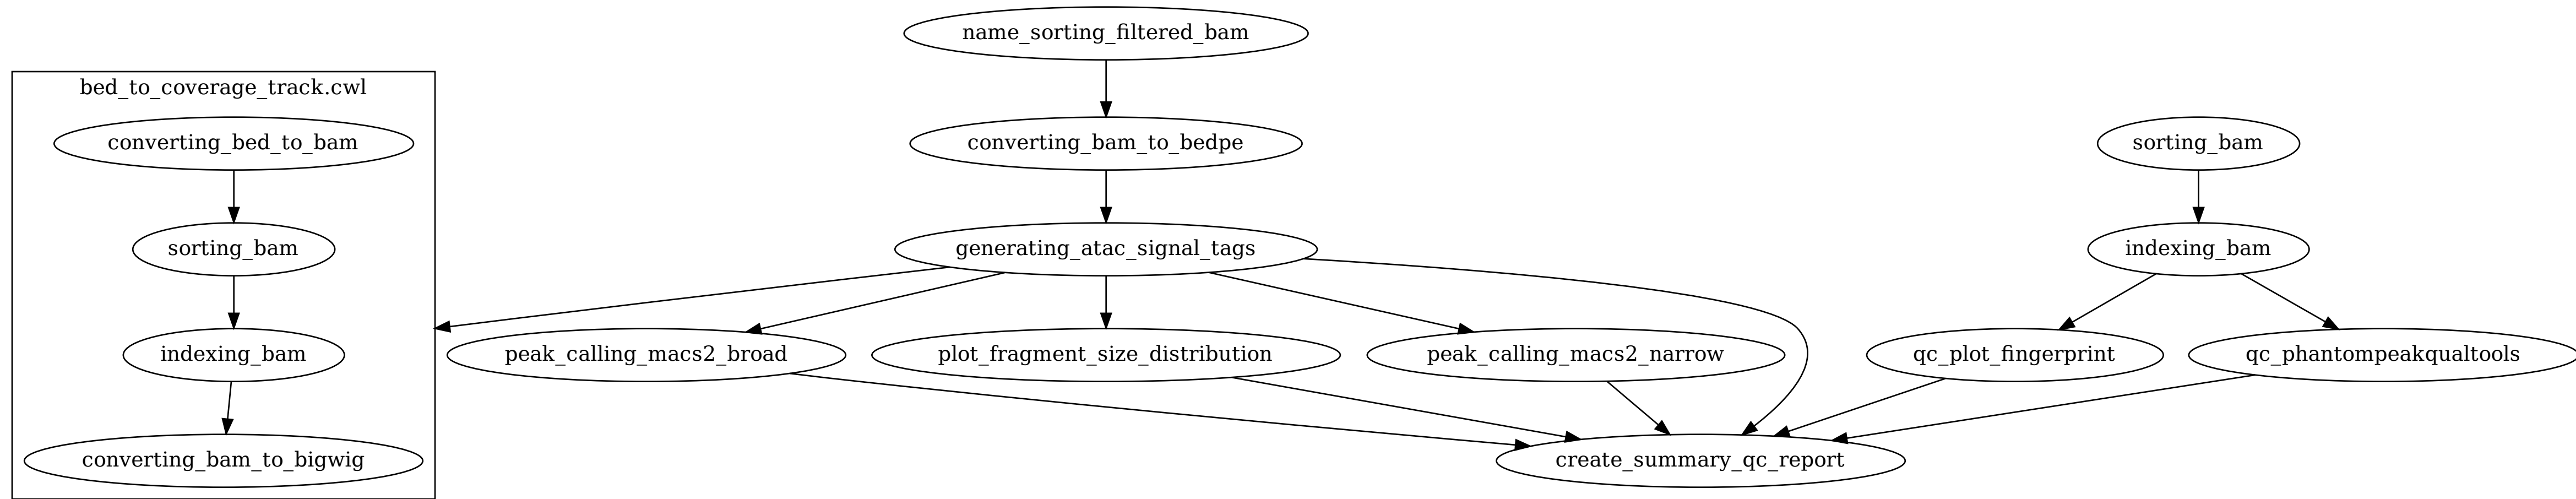 name_sorting_filtered_bam
bed_to_coverage_track.cwl
converting_bed_to_bam
converting_bam_to_bedpe
sorting_bam
sorting_bam
generating_atac_signal_tags
indexing_bam
indexing_bam
peak_calling_macs2_broad
plot_fragment_size_distribution
peak_calling_macs2_narrow
qc_plot_fingerprint
qc_phantompeakqualtools
converting_bam_to_bigwig
create_summary_qc_report